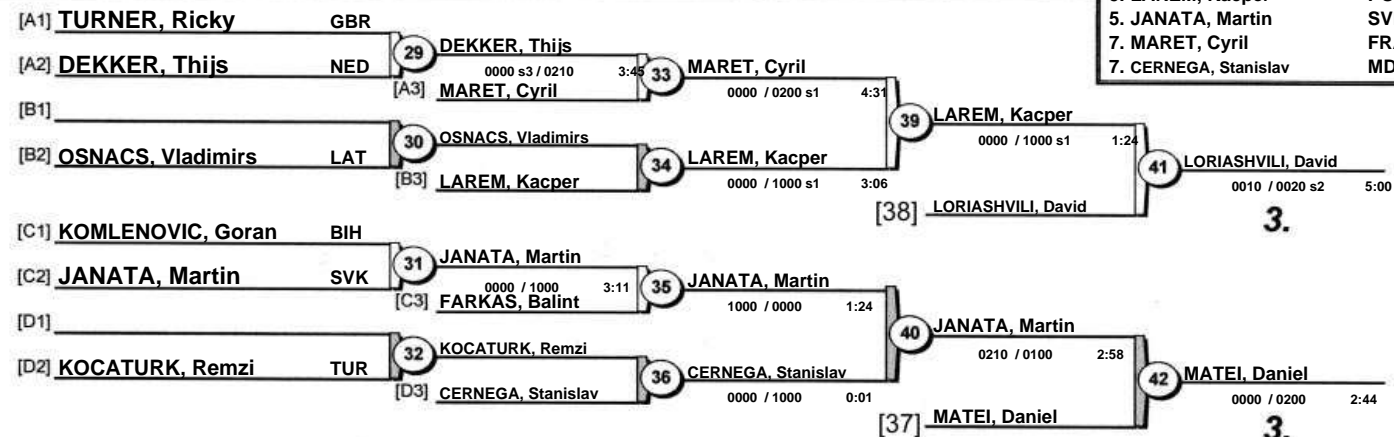 5. JANATA, Martin SV
7. MARET, Cyril FR
7. CERNEGA, Stanislav MD
[A1] TURNER, Ricky GBR
29 DEKKER, Thijs
[A2] DEKKER, Thijs NED
0000 s3 / 0210 3:45
33 MARET, Cyril
[A3] MARET, Cyril
0000 / 0200 s1 4:31
[B1]
39 LAREM, Kacper
30 OSNACS, Vladimirs
0000 / 1000 s1 1:24
[B2] OSNACS, Vladimirs LAT
34 LAREM, Kacper
41 LORIASHVILI, David
[B3] LAREM, Kacper
0000 / 1000 s1 3:06
0010 / 0020 s2 5:00
[38] LORIASHVILI, David
3.
[C1] KOMLENOVIC, Goran BIH
31 JANATA, Martin
[C2] JANATA, Martin SVK
0000 / 1000 3:11
35 JANATA, Martin
[C3] FARKAS, Balint
1000 / 0000 1:24
[D1]
40 JANATA, Martin
32 KOCATURK, Remzi
0210 / 0100 2:58
[D2] KOCATURK, Remzi TUR
36 CERNEGA, Stanislav
42 MATEI, Daniel
[D3] CERNEGA, Stanislav
0000 / 1000 0:01
0000 / 0200 2:44
[37] MATEI, Daniel
3.